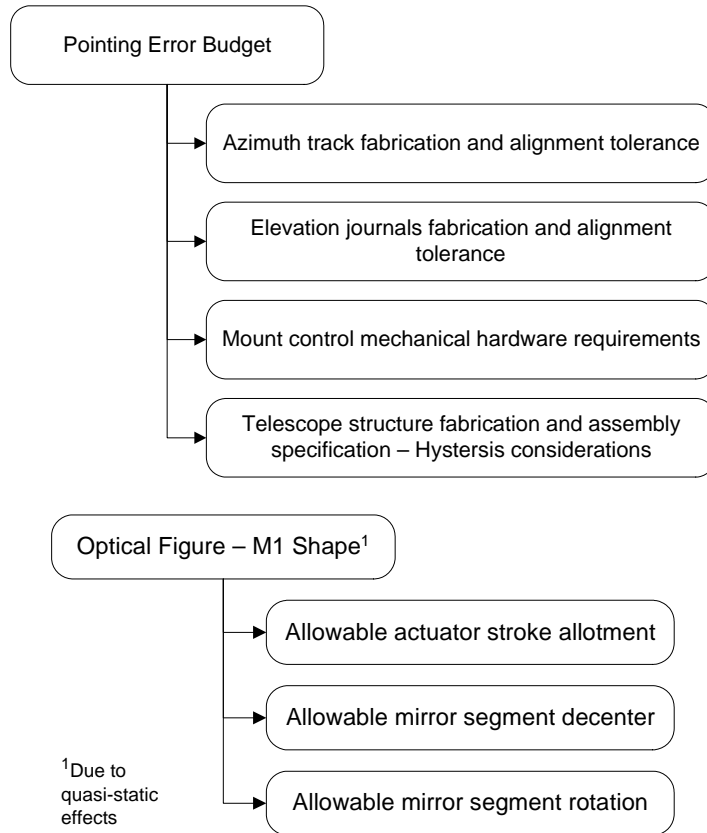 Pointing Error Budget
Azimuth track fabrication and alignment tolerance
Elevation journals fabrication and alignment
tolerance
Mount control mechanical hardware requirements
Telescope structure fabrication and assembly
specification – Hystersis considerations
Optical Figure – M1 Shape¹
Allowable actuator stroke allotment
Allowable mirror segment decenter
Allowable mirror segment rotation
¹Due to
quasi-static
effects